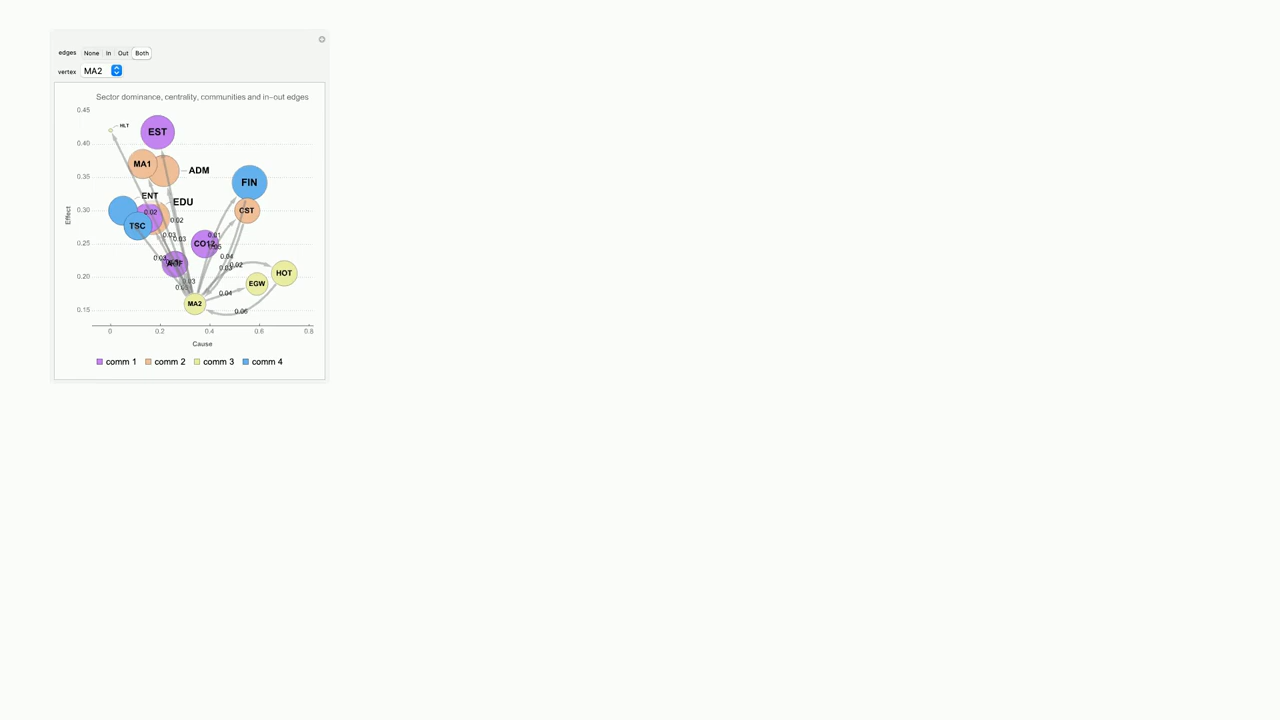 edges None In Out Both
vertex MA2
Sector dominance, centrality, communities and in-out edges
0.45
HLT
EST
0.40
MA1
ADM
0.35
FIN
ENT
EDU
0.30
0.02
CST
0.02
TSC
0.03
0.01
0.03
0.25
CO12
0.04
0.02
AGF
HOT
0.20
0.03
EGW
0.04
MA2
0.15
0.06
Effect
0 0.2 0.4 0.6 0.8
Cause
comm 1 comm 2 comm 3 comm 4